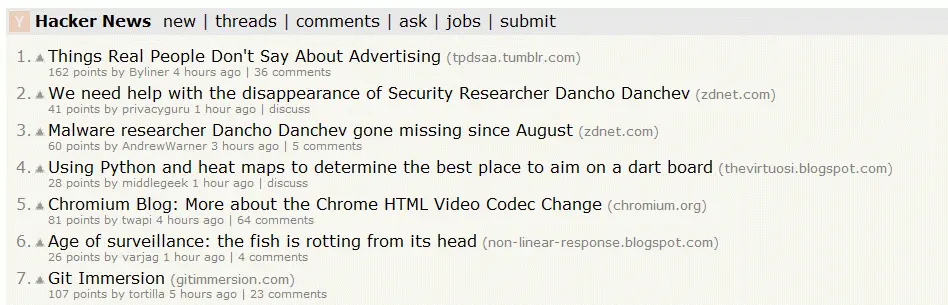 Y Hacker News new | threads | comments | ask | jobs | submit
1. Things Real People Don't Say About Advertising (tpdsaa.tumblr.com)
162 points by Byliner 4 hours ago | 36 comments
2. We need help with the disappearance of Security Researcher Dancho Danchev (zdnet.com)
41 points by privacyguru 1 hour ago | discuss
3. Malware researcher Dancho Danchev gone missing since August (zdnet.com)
60 points by AndrewWarner 3 hours ago | 5 comments
4. Using Python and heat maps to determine the best place to aim on a dart board (thevirtuosi.blogspot.com)
28 points by middlegeek 1 hour ago | discuss
5. Chromium Blog: More about the Chrome HTML Video Codec Change (chromium.org)
81 points by twapi 4 hours ago | 64 comments
6. Age of surveillance: the fish is rotting from its head (non-linear-response.blogspot.com)
26 points by varjag 1 hour ago | 4 comments
7. Git Immersion (gitimmersion.com)
107 points by tortilla 5 hours ago | 23 comments